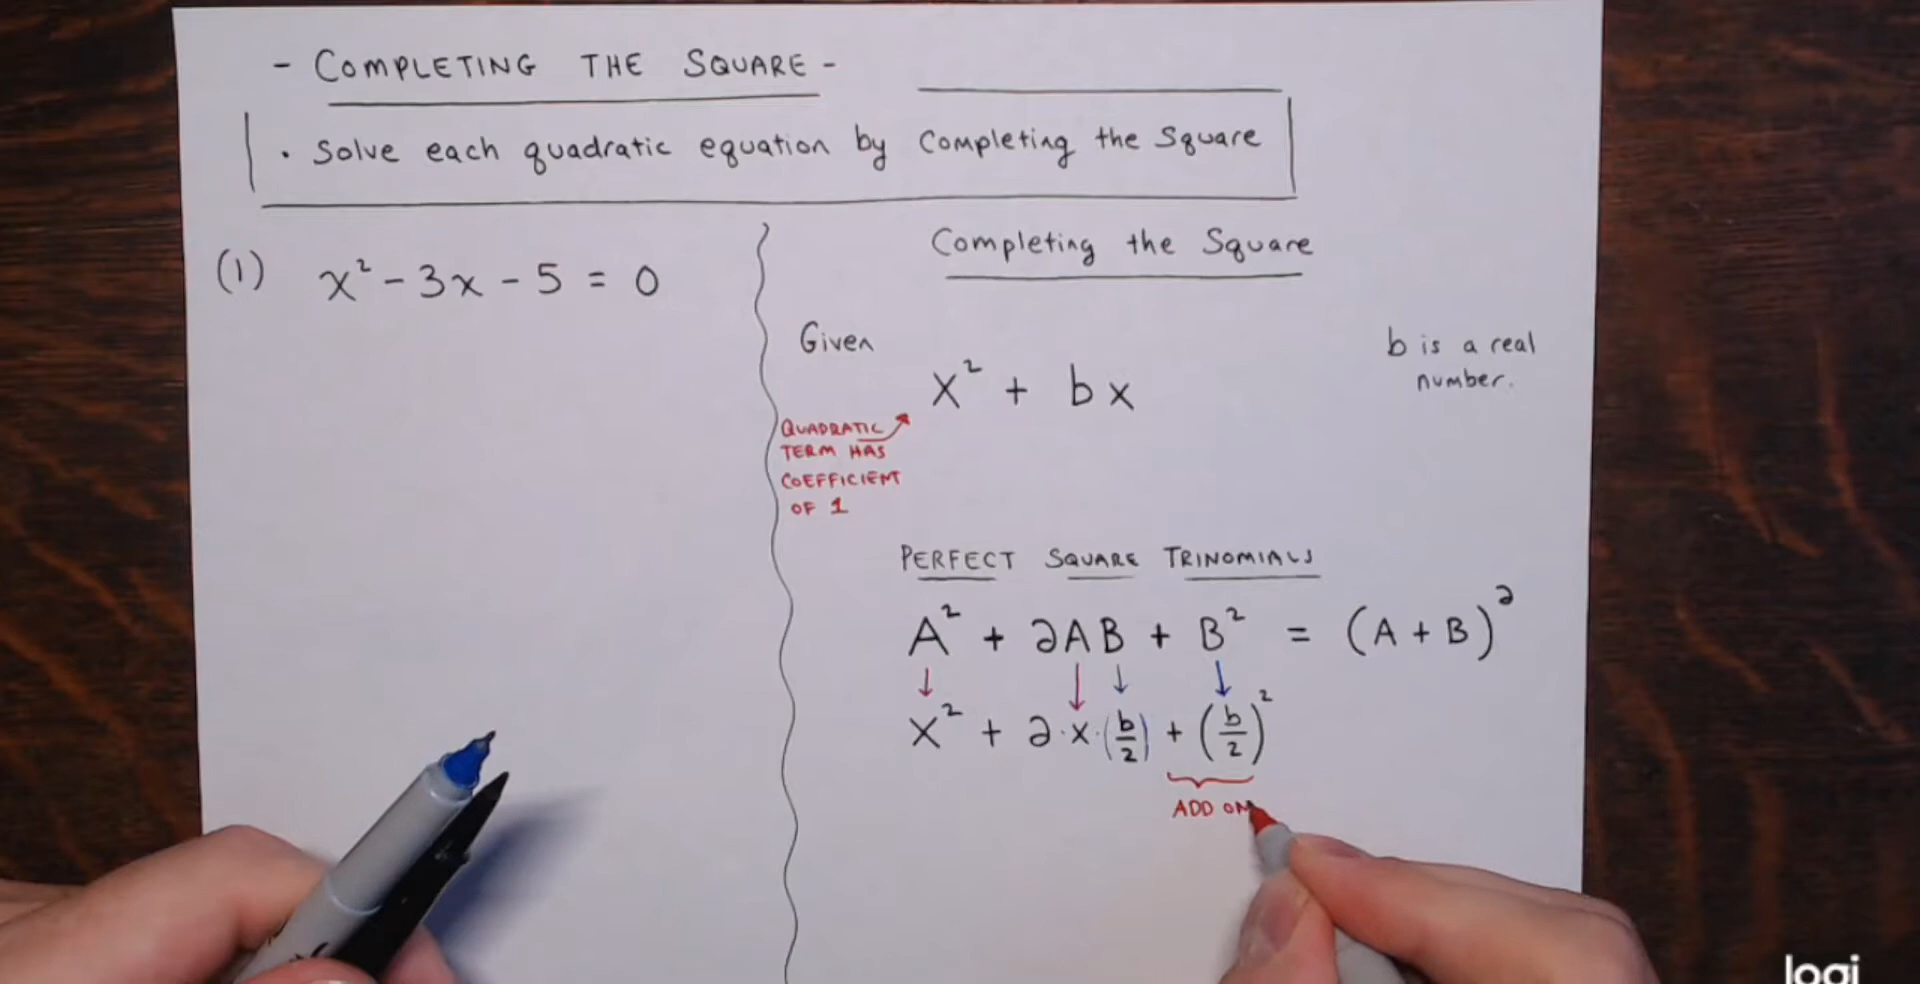 - COMPLETING THE SQUARE -
• Solve each quadratic equation by Completing the Square
(1) x² - 3x - 5 = 0
Completing the Square
Given
b is a real
number.
x² + bx
QUADRATIC
TERM HAS
COEFFICIENT
OF 1
PERFECT SQUARE TRINOMIALS
A² + 2AB + B² = (A + B)²
x² + 2·x·(b/2) + (b/2)²
ADD ON
logi